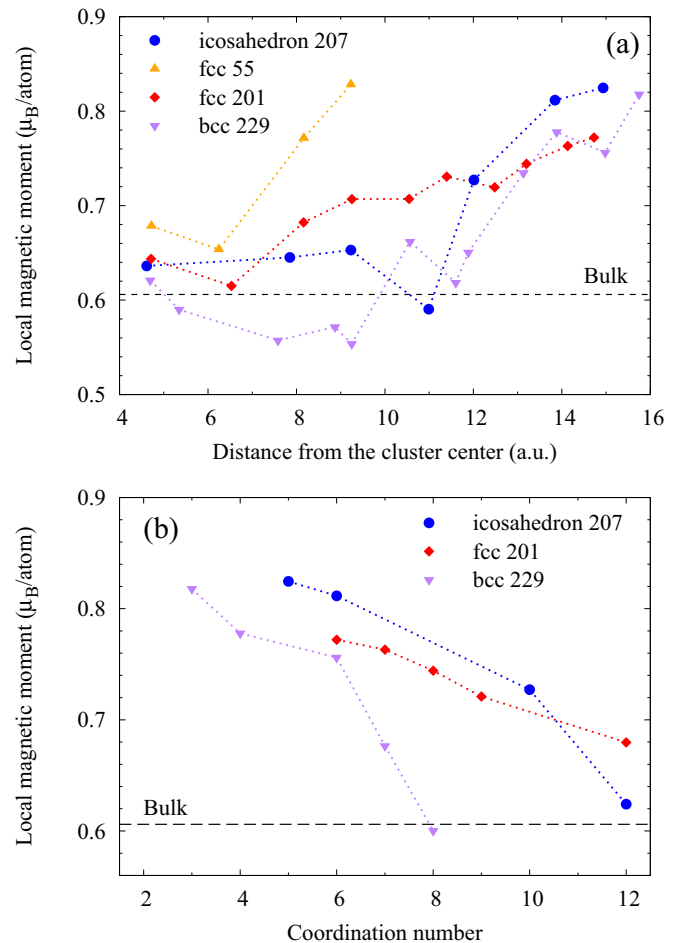 (a)
icosahedron 207
fcc 55
fcc 201
bcc 229
Bulk
0.9
0.8
0.7
0.6
0.5
4 6 8 10 12 14 16
Local magnetic moment (μB/atom)
Distance from the cluster center (a.u.)
(b)
icosahedron 207
fcc 201
bcc 229
Bulk
0.9
0.8
0.7
0.6
2 4 6 8 10 12
Local magnetic moment (μB/atom)
Coordination number